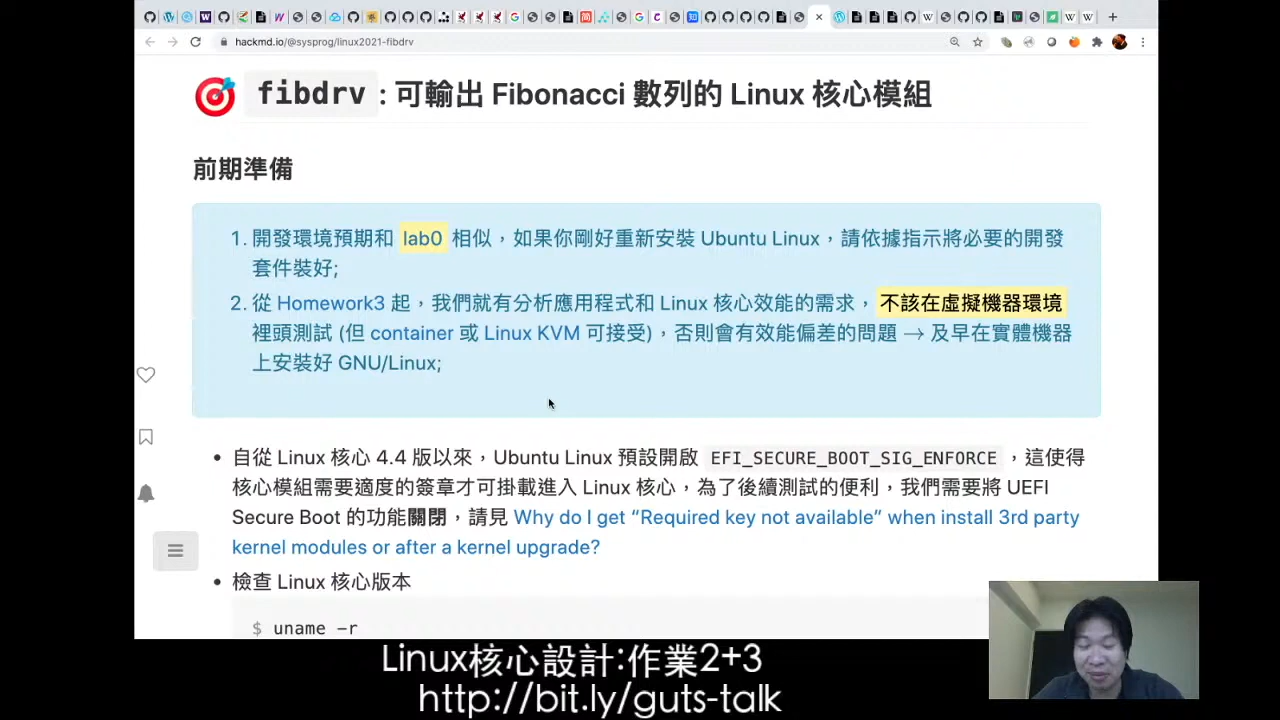 hackmd.io/@sysprog/linux2021-fibdrv
fibdrv : 可輸出 Fibonacci 數列的 Linux 核心模組
前期準備
1. 開發環境預期和 lab0 相似，如果你剛好重新安裝 Ubuntu Linux，請依據指示將必要的開發
套件裝好;
2. 從 Homework3 起，我們就有分析應用程式和 Linux 核心效能的需求，不該在虛擬機器環境
裡頭測試 (但 container 或 Linux KVM 可接受)，否則會有效能偏差的問題 → 及早在實體機器
上安裝好 GNU/Linux;
• 自從 Linux 核心 4.4 版以來，Ubuntu Linux 預設開啟 EFI_SECURE_BOOT_SIG_ENFORCE，這使得
核心模組需要適度的簽章才可掛載進入 Linux 核心，為了後續測試的便利，我們需要將 UEFI
Secure Boot 的功能關閉，請見 Why do I get “Required key not available” when install 3rd party
kernel modules or after a kernel upgrade?
• 檢查 Linux 核心版本
$ uname -r
Linux核心設計:作業2+3
http://bit.ly/guts-talk